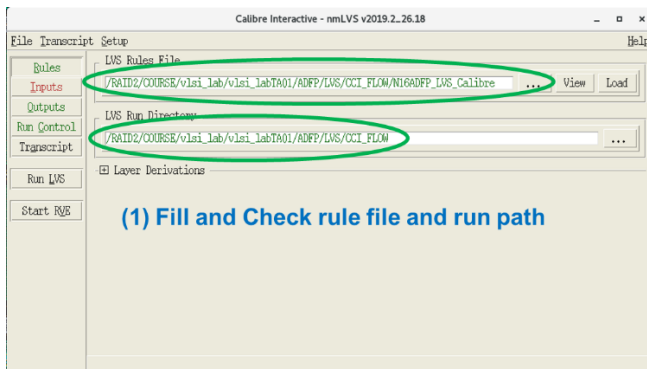 Calibre Interactive - nmLVS v2019.2_26.18
File Transcript Setup Help
Rules
Inputs
Outputs
Run Control
Transcript
Run LVS
Start RVE
LVS Rules File
/RAID2/COURSE/vlsi_lab/vlsi_labTA01/ADFP/LVS/CCI_FLOW/N16ADFP_LVS_Calibre ... View Load
LVS Run Directory
/RAID2/COURSE/vlsi_lab/vlsi_labTA01/ADFP/LVS/CCI_FLOW ...
Layer Derivations
(1) Fill and Check rule file and run path